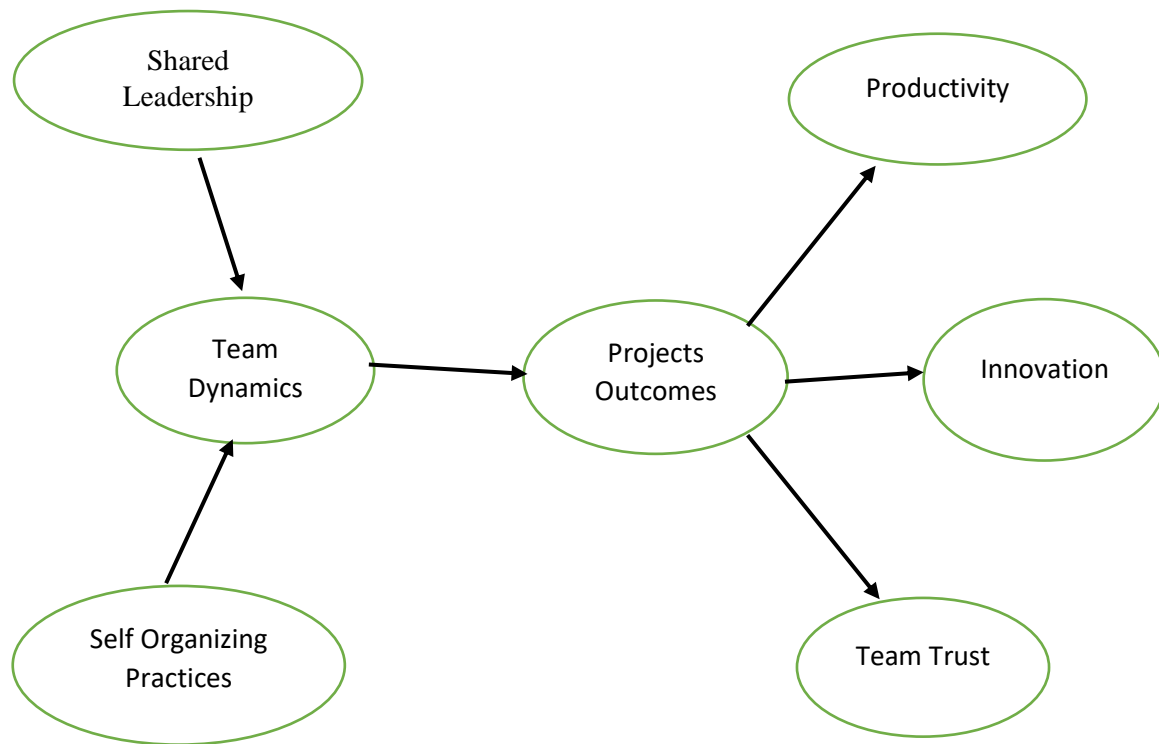 Shared
Leadership
Productivity
Team
Dynamics
Projects
Outcomes
Innovation
Self Organizing
Practices
Team Trust